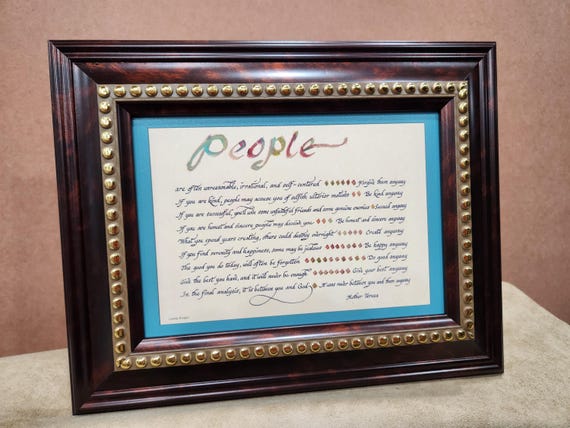 People
are often unreasonable, irrational, and self-centered. Forgive them anyway
If you are kind, people may accuse you of selfish ulterior motives Be kind anyway
If you are successful, you'll win some unfaithful friends and some genuine enemies Succeed anyway
If you are honest and sincere people may deceive you Be honest and sincere anyway
What you spend years creating, others could destroy overnight Create anyway
If you find serenity and happiness, some may be jealous Be happy anyway
The good you do today, will often be forgotten Do good anyway
Give the best you have, and it will never be enough Give your best anyway
In the final analysis, it is between you and God It was never between you and them anyway
Mother Teresa